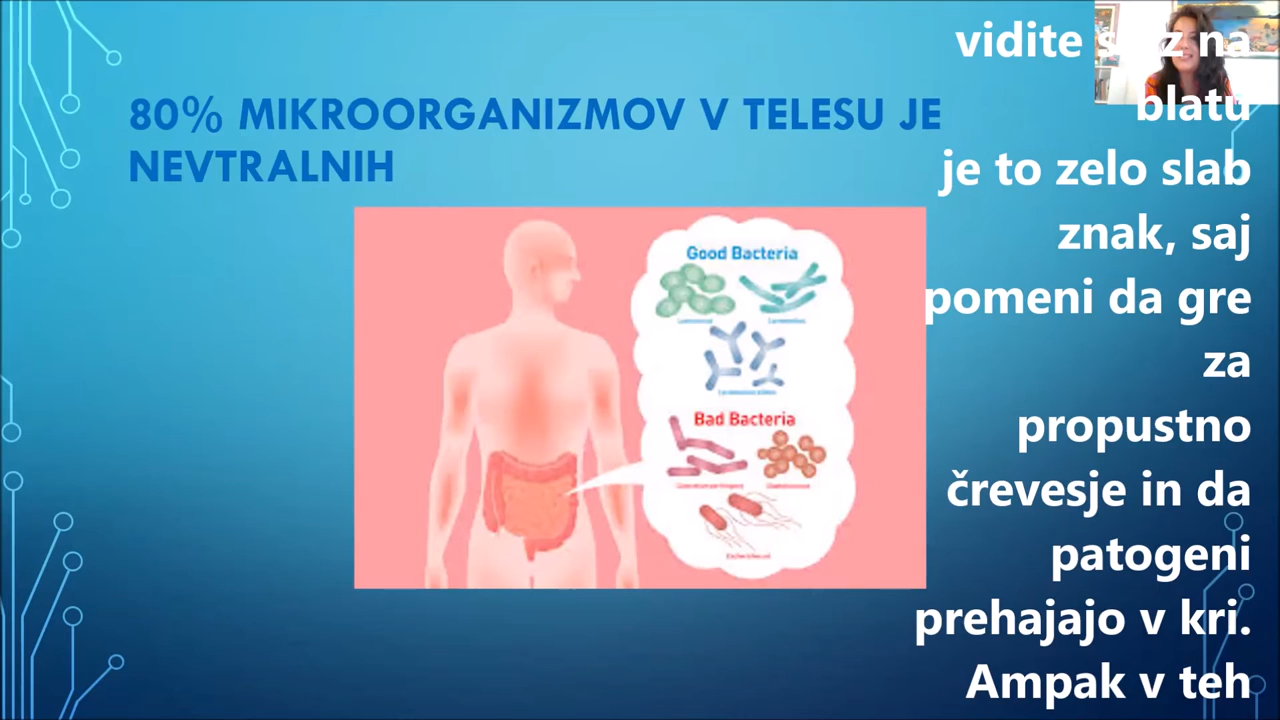 80% MIKROORGANIZMOV V TELESU JE
NEVTRALNIH
Good Bacteria
Bad Bacteria
vidite na
blatu
je to zelo slab
znak, saj
pomeni da gre
za
propustno
črevesje in da
patogeni
prehajajo v kri.
Ampak v teh